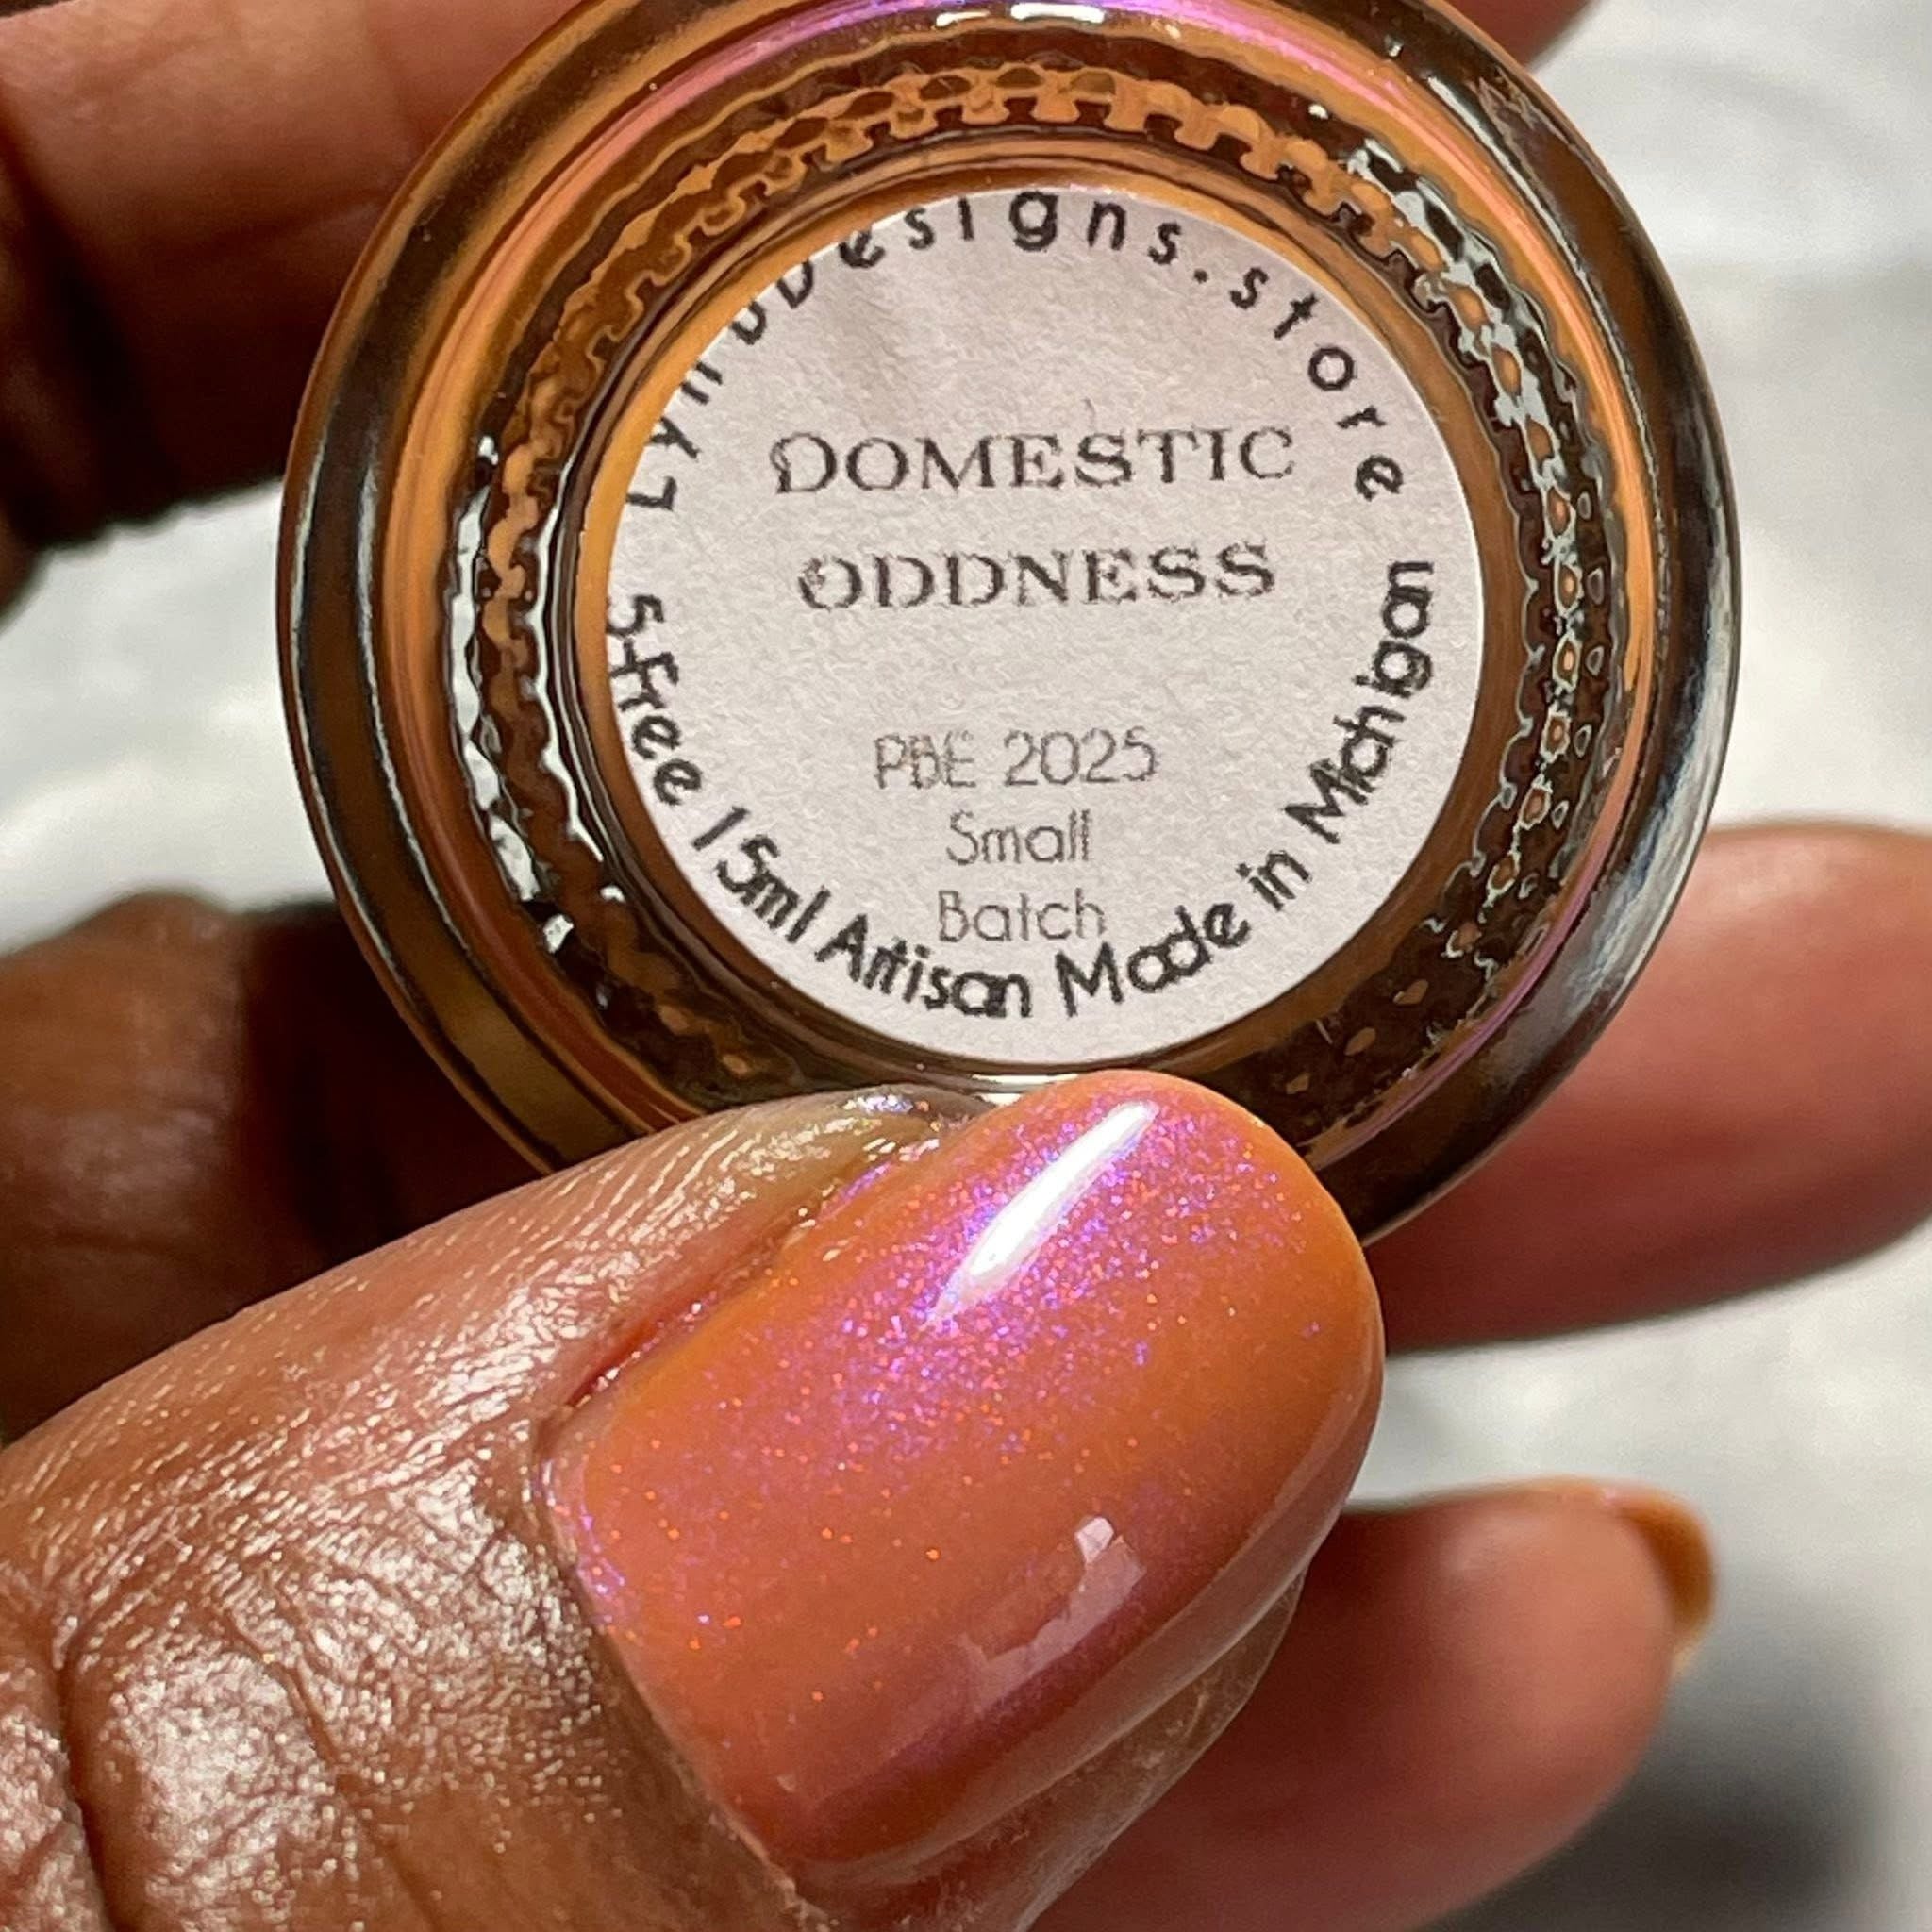 LynBDesigns.store
DOMESTIC
ODDNESS
PBE 2025
Small
Batch
5-Free 15ml Artisan Made in Michigan